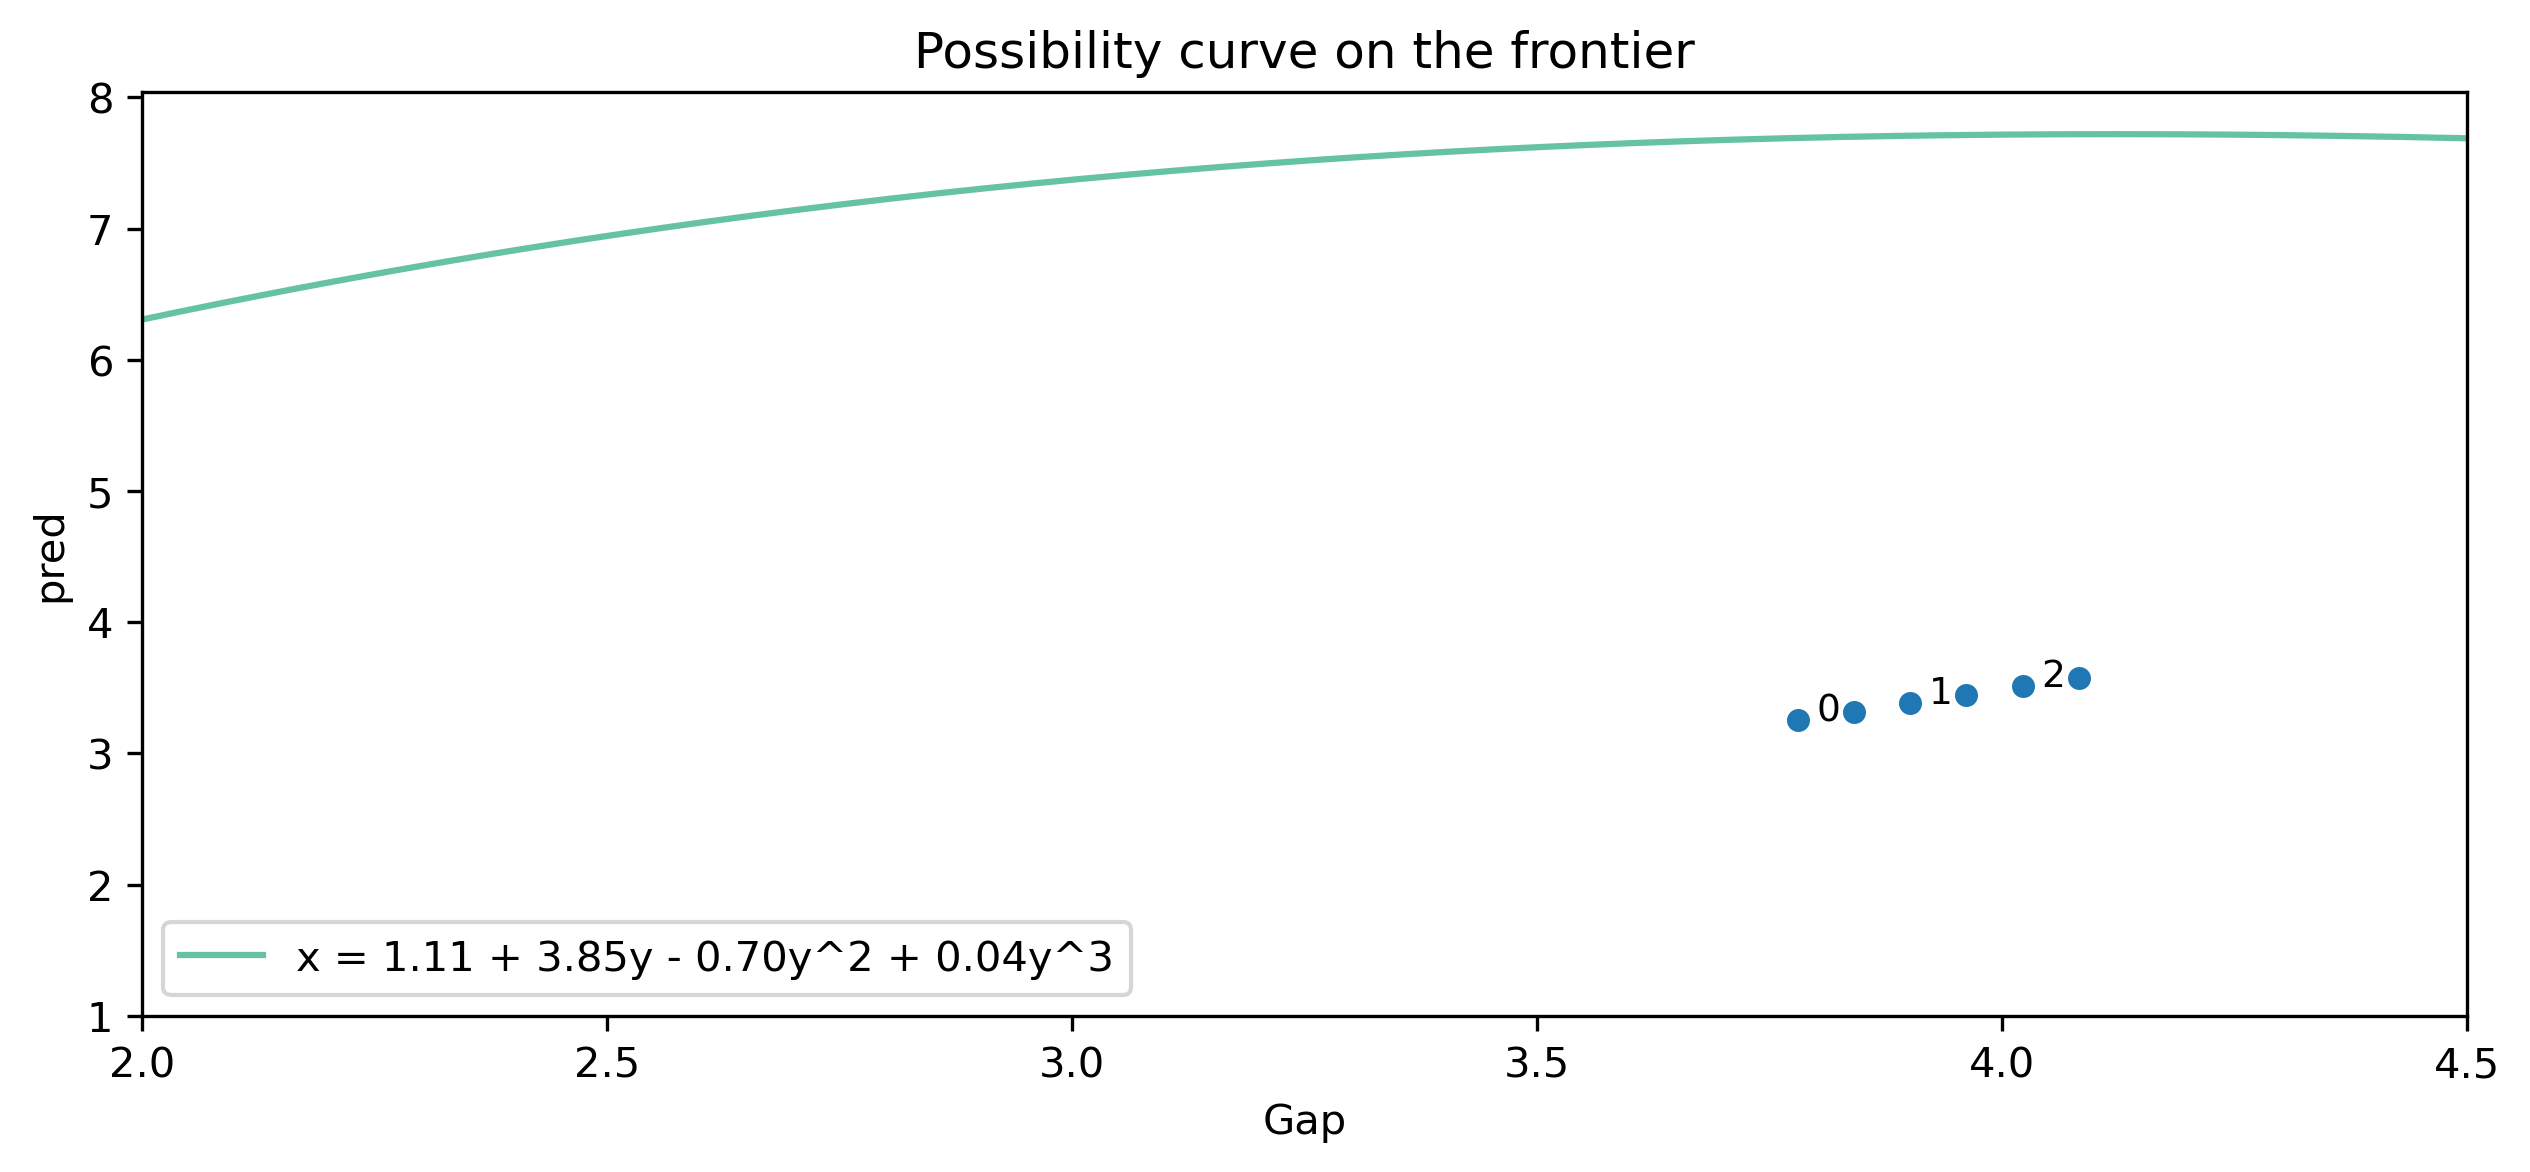 Possibility curve on the frontier
8
7
6
5
4
3
2
1
pred
0
1
2
x = 1.11 + 3.85y - 0.70y^2 + 0.04y^3
2.0 2.5 3.0 3.5 4.0 4.5
Gap